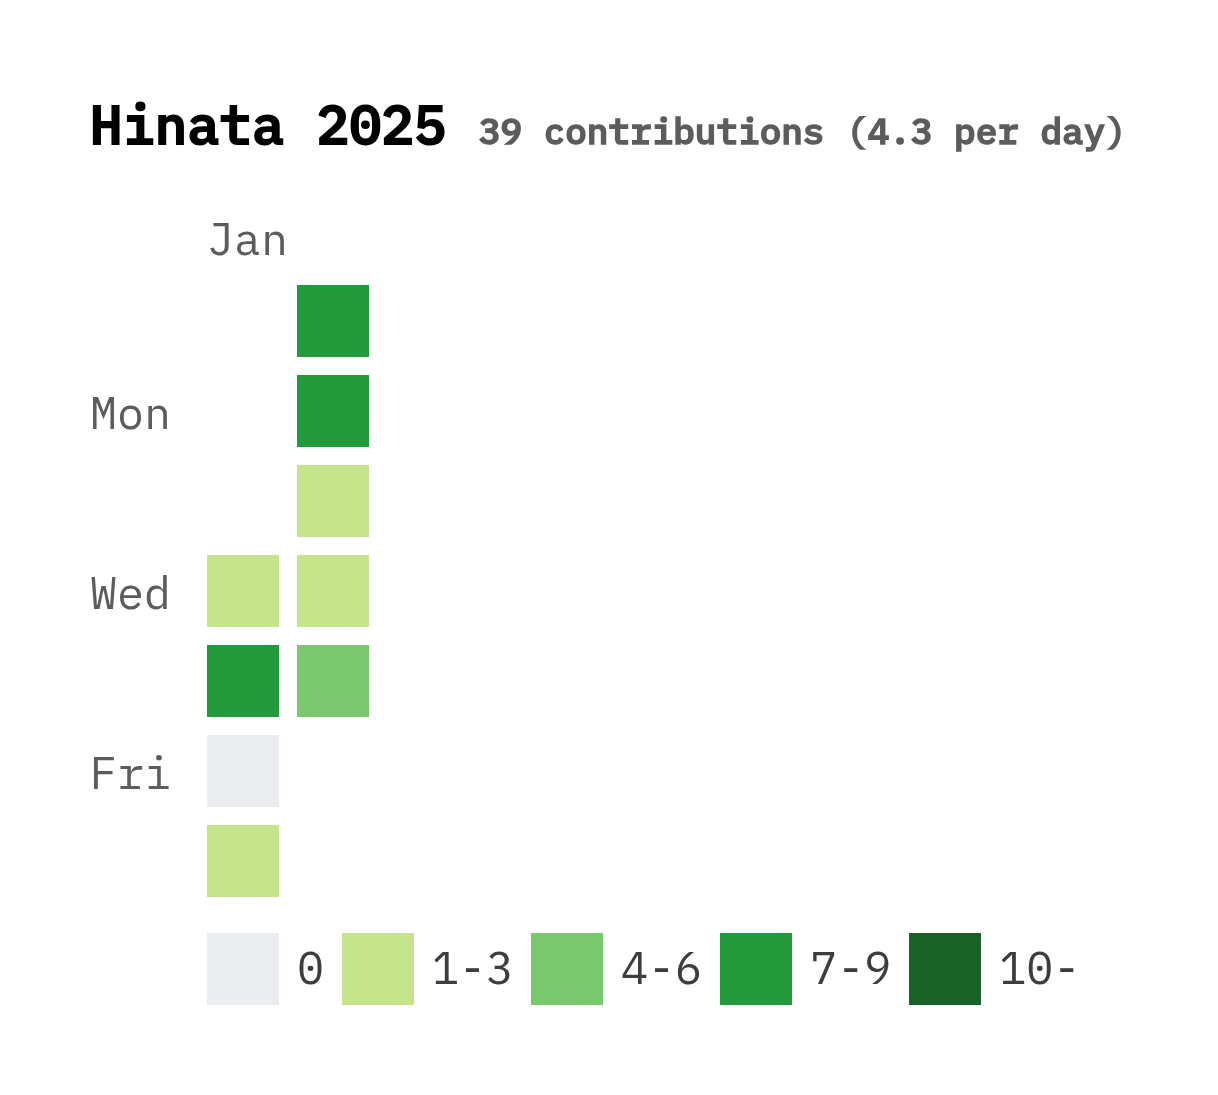 Hinata 2025 39 contributions (4.3 per day)
Jan
Mon
Wed
Fri
0 1-3 4-6 7-9 10-